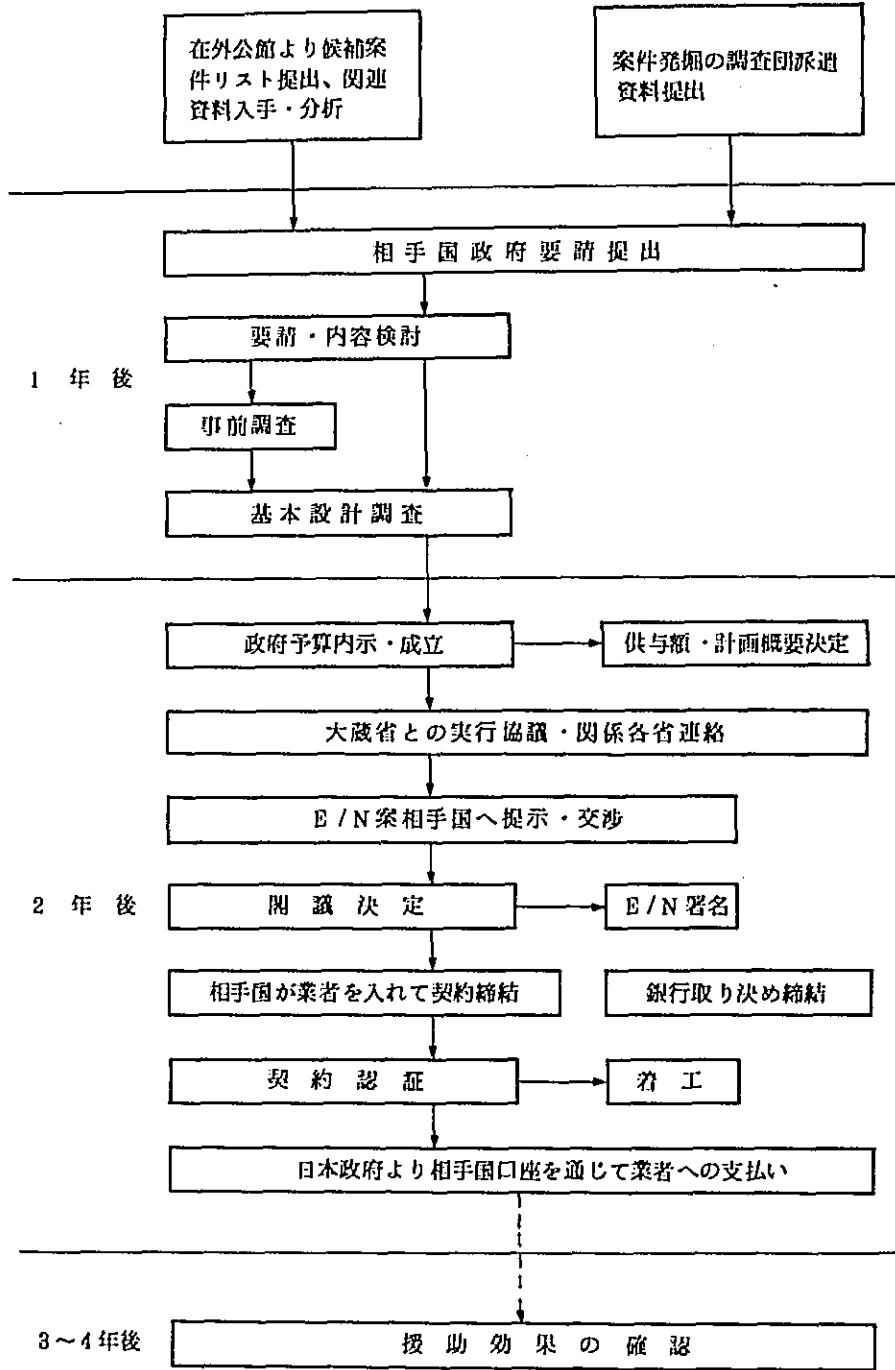 在外公館より候補案
件リスト提出、関連
資料入手・分析
案件発掘の調査団派遣
資料提出
相手国政府要請提出
要請・内容検討
1 年 後
事前調査
基本設計調査
政府予算内示・成立
供与額・計画概要決定
大蔵省との実行協議・関係各省連絡
E/N案相手国へ提示・交渉
2 年 後
閣議決定
E/N署名
相手国が業者を入れて契約締結
銀行取り決め締結
契約認証
着工
日本政府より相手国口座を通じて業者への支払い
3～4年後
援助効果の確認